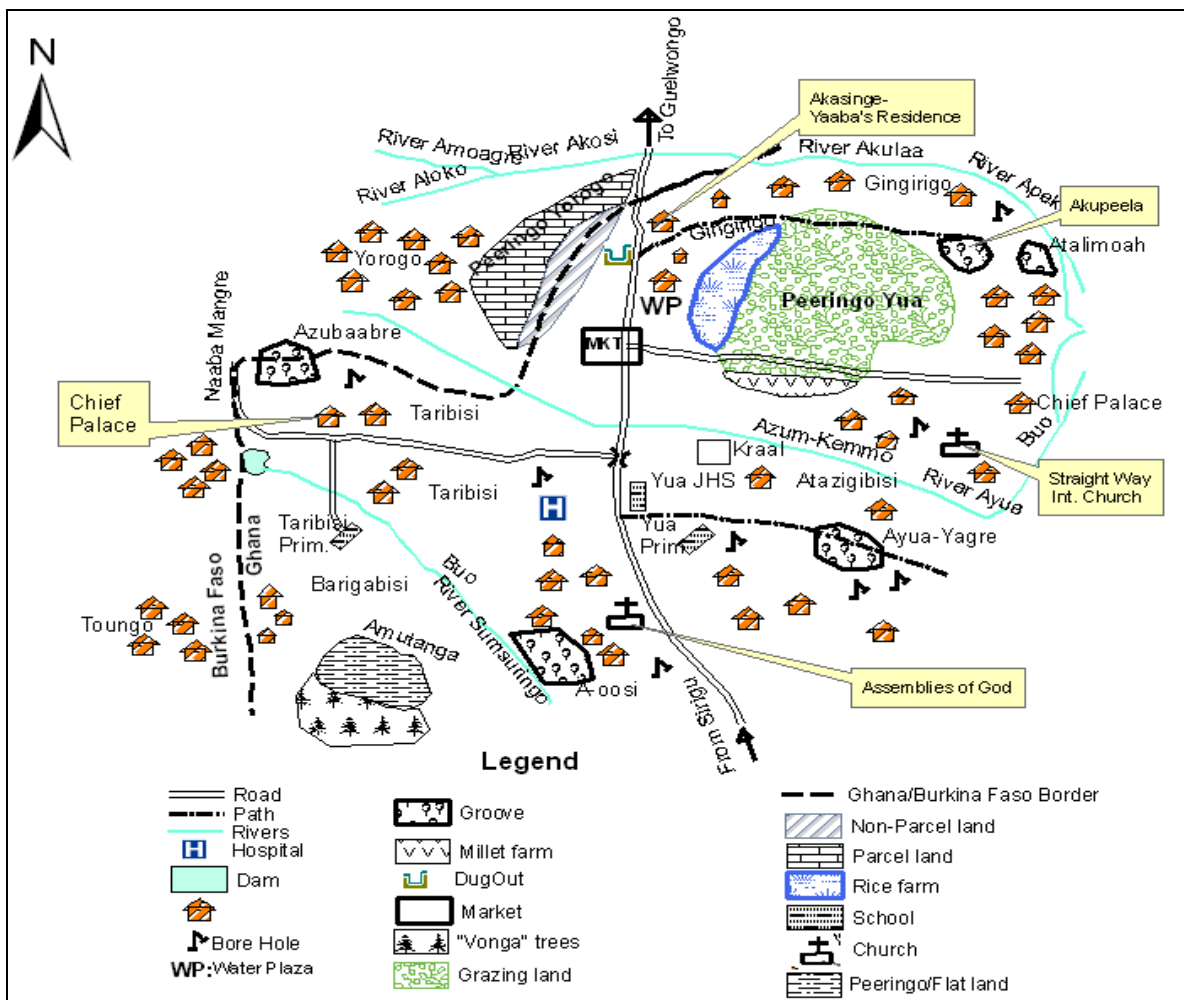 N
To Guelwongo
Akasinge-
Yaaba's Residence
River Amoagre
River Akosi
River Akulaa
River Apek
River Aloko
Gingirigo
Akupeela
Peeringo Yorogo
Gingirigo
Atalimoah
Yorogo
WP
Peeringo Yua
Naaba Mangre
Azubaabre
MKT
Chief
Palace
Taribisi
Chief Palace
Azum-Kemmo
Buo
Kraal
Straight Way
Int. Church
Taribisi
Yua JHS
Atazigibisi
River Ayua
H
Taribisi
Prim.
Yua
Prim
Ayua-Yagre
Ghana
Burkina Faso
Barigabisi
Buo
River Sumsuringo
Toungo
Amutanga
A-oosi
Assemblies of God
From Sirigu
Legend
Road
Path
Rivers
H Hospital
Dam
Bore Hole
WP:Water Plaza
Groove
Millet farm
DugOut
Market
"Vonga" trees
Grazing land
Ghana/Burkina Faso Border
Non-Parcel land
Parcel land
Rice farm
School
Church
Peeringo/Flat land